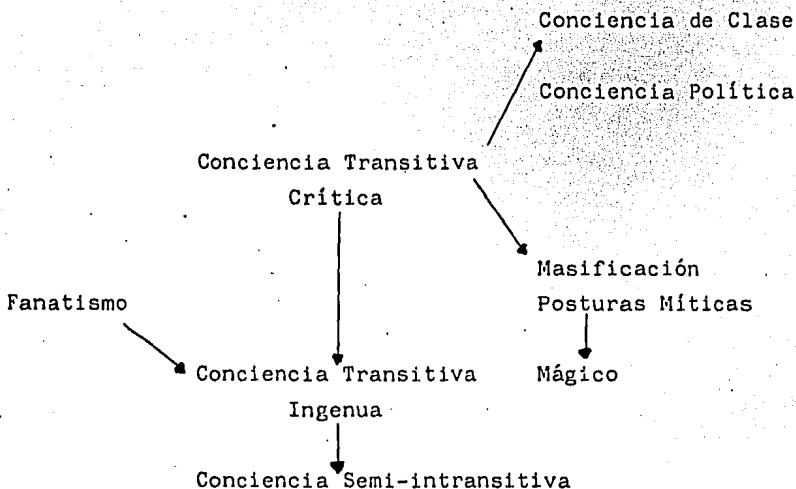 Conciencia de Clase
Conciencia Política
Conciencia Transitiva
Crítica
Masificación
Fanatismo
Posturas Míticas
Conciencia Transitiva
Mágico
Ingenua
Conciencia Semi-intransitiva